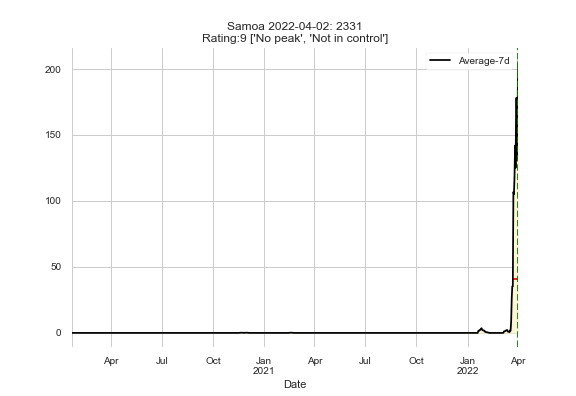 Samoa 2022-04-02: 2331
Rating:9 ['No peak', 'Not in control']
Average-7d
200
150
100
50
0
Apr Jul Oct Jan Apr Jul Oct Jan Apr
2021 2022
Date